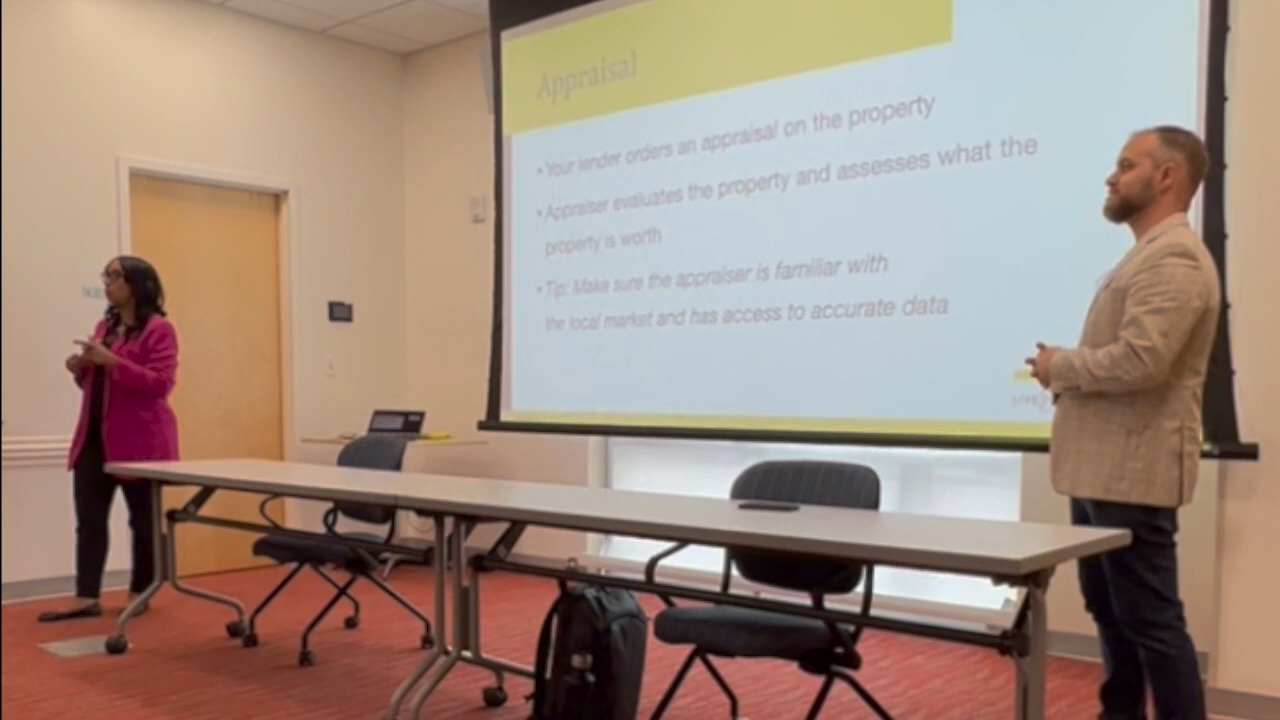 Appraisal
• Your lender orders an appraisal on the property
• Appraiser evaluates the property and assesses what the
property is worth
• Tip: Make sure the appraiser is familiar with
the local market and has access to accurate data